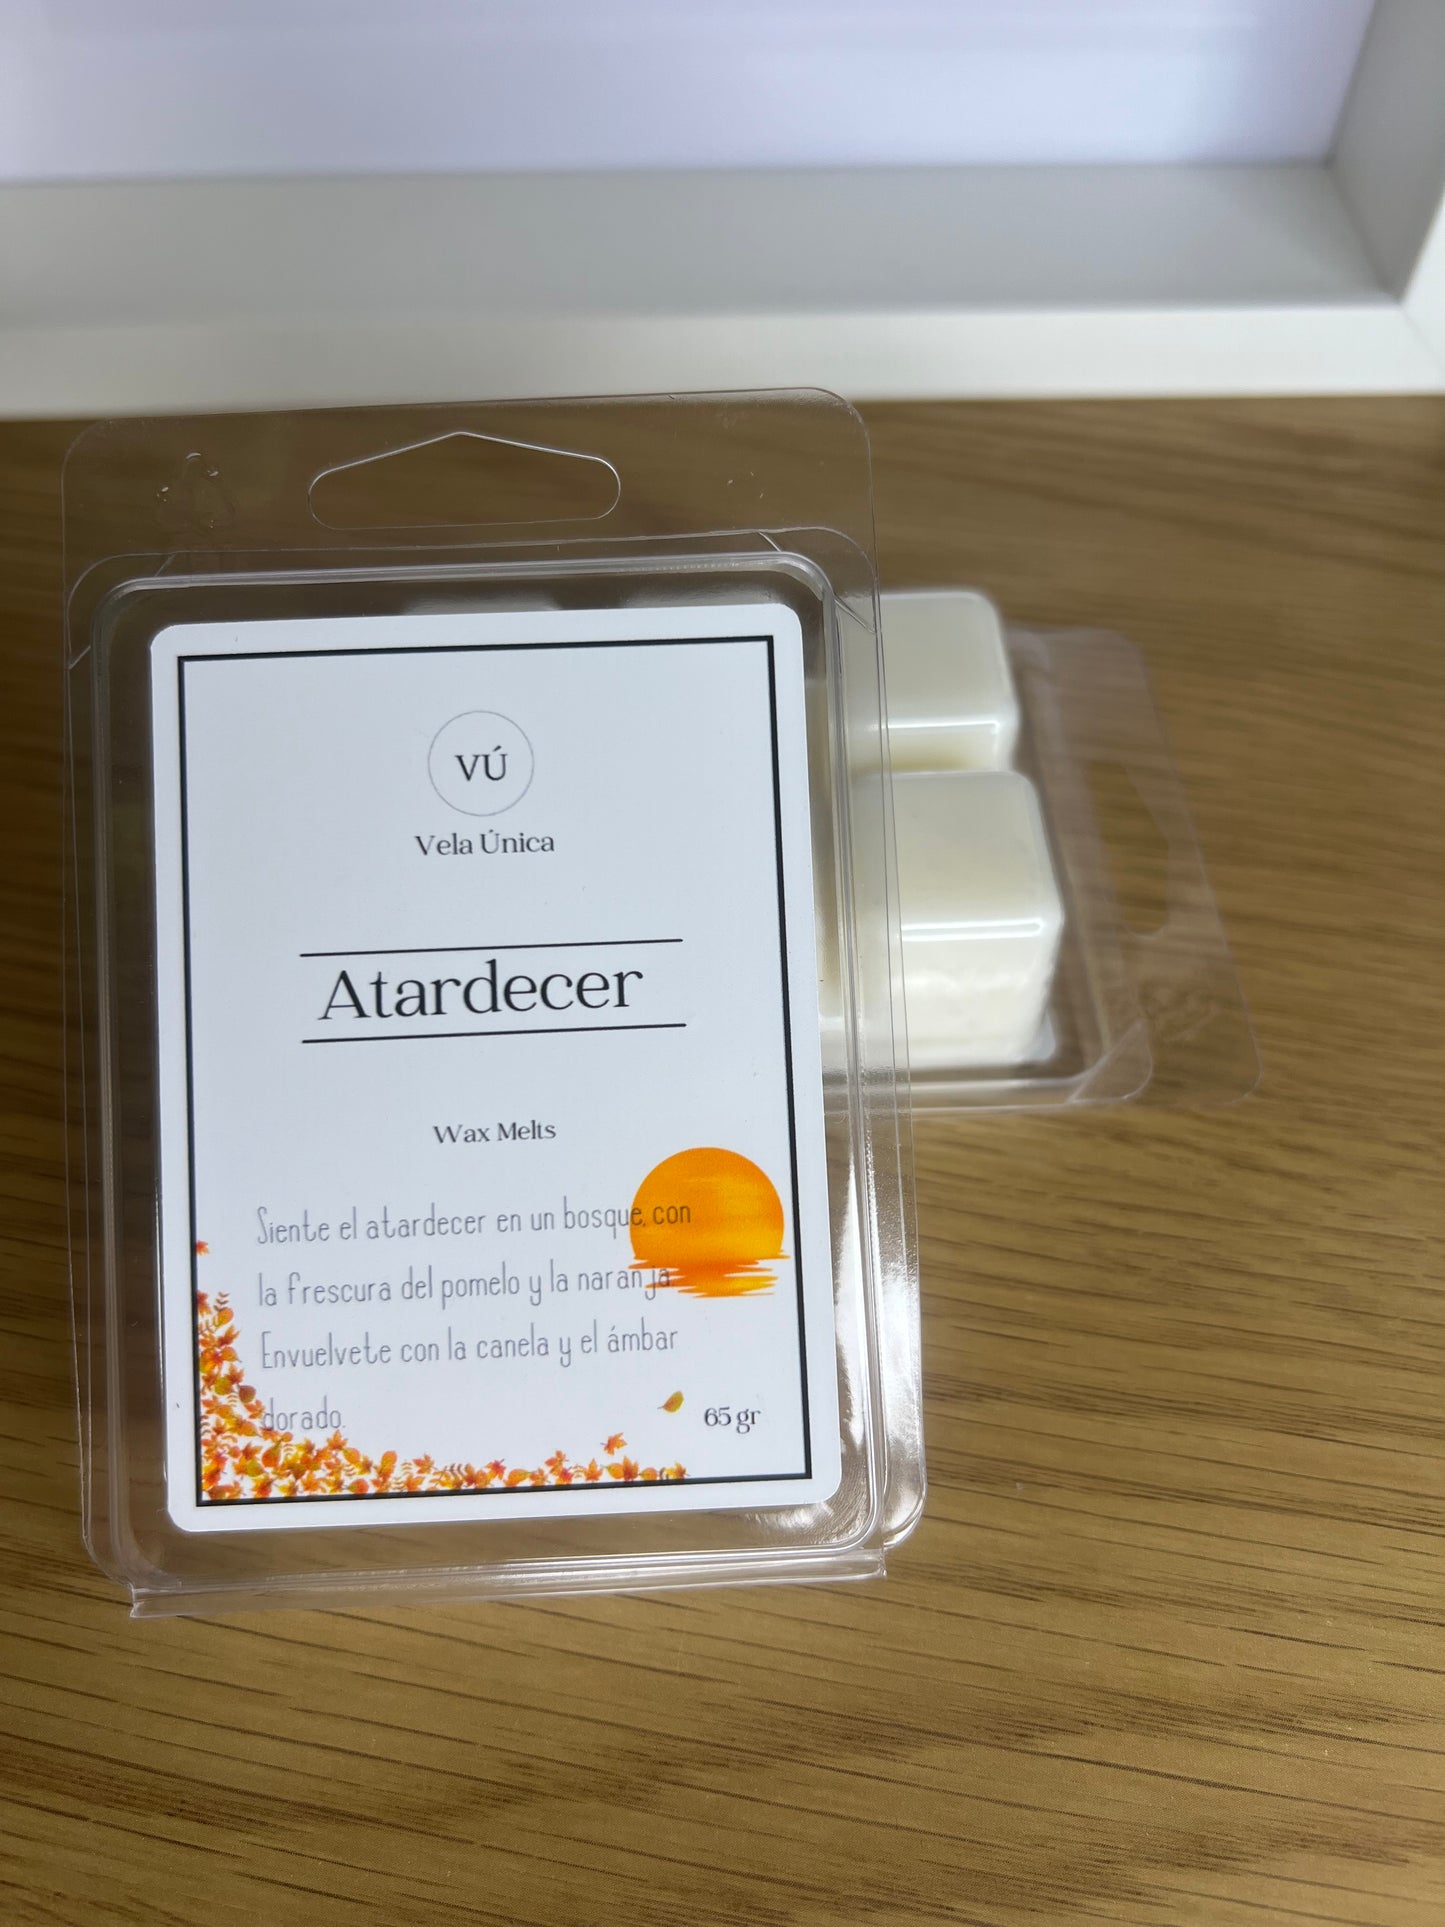 VÚ
Vela Única
Atardecer
Wax Melts
Siente el atardecer en un bosque, con
la frescura del pomelo y la naranja.
Envuelvete con la canela y el ámbar
dorado.
65 gr